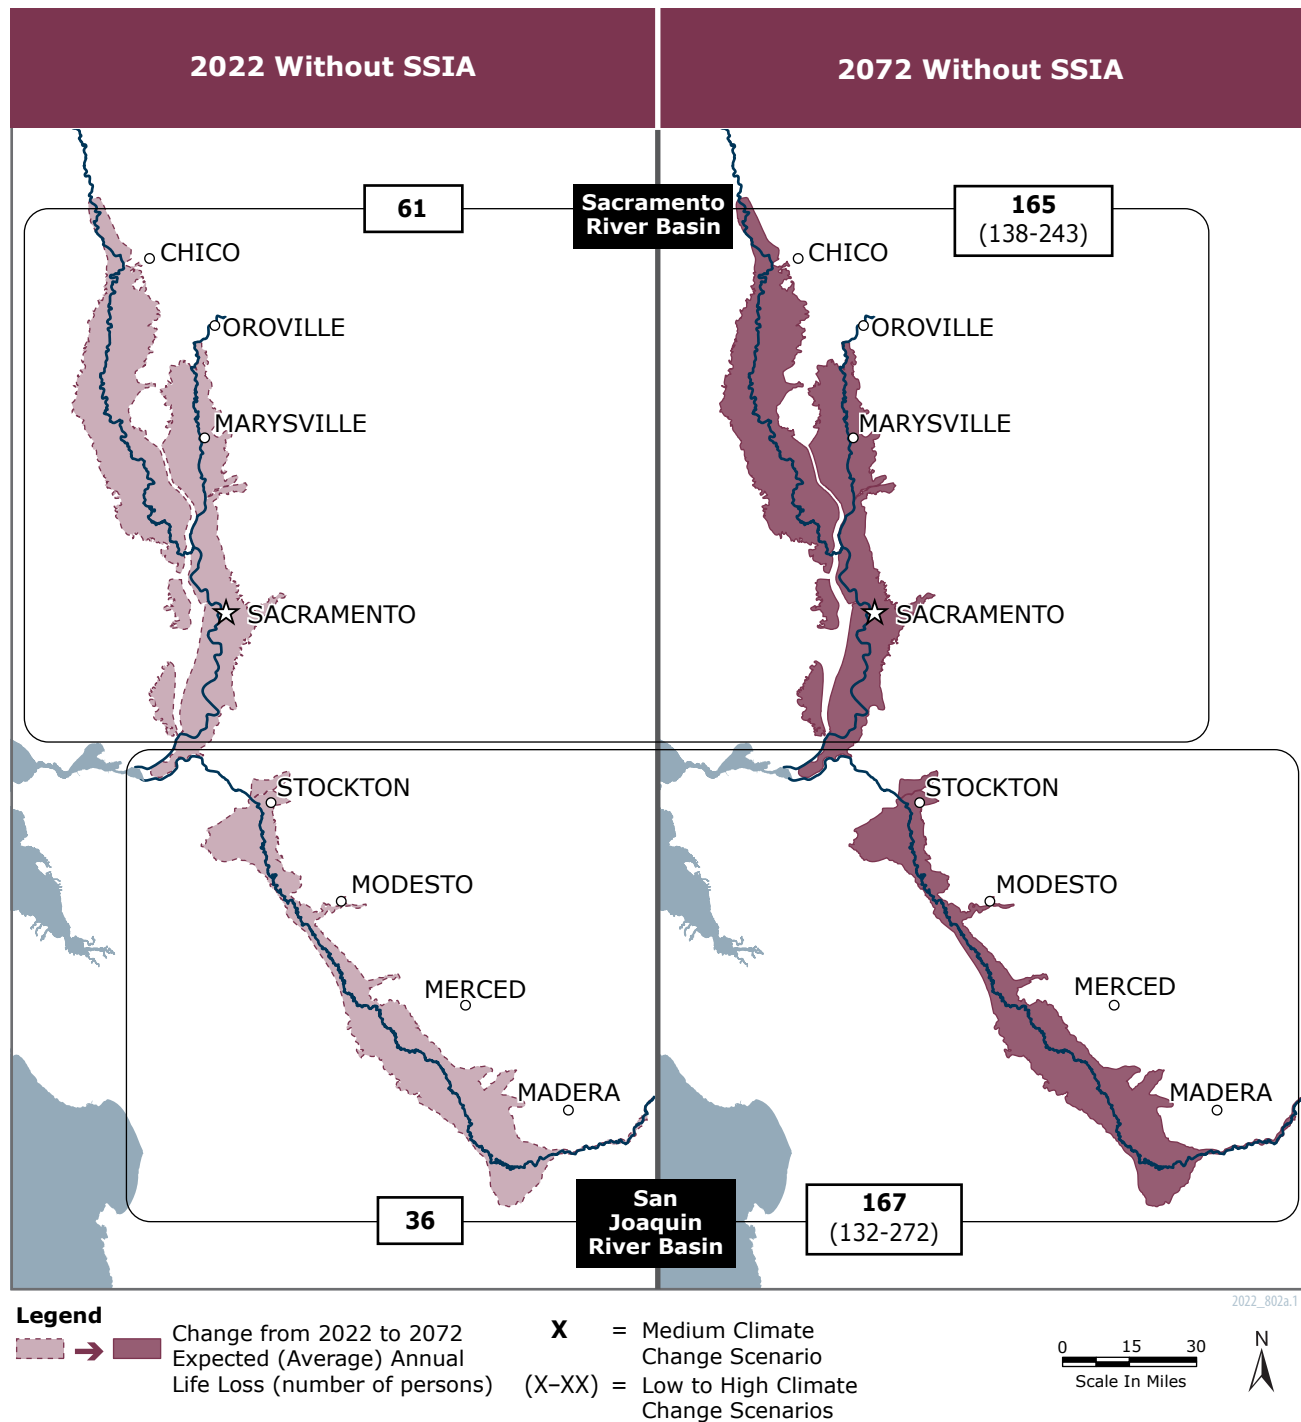 2022 Without SSIA
2072 Without SSIA
61
Sacramento
River Basin
165
(138-243)
CHICO
OROVILLE
MARYSVILLE
SACRAMENTO
CHICO
OROVILLE
MARYSVILLE
SACRAMENTO
STOCKTON
MODESTO
MERCED
MADERA
STOCKTON
MODESTO
MERCED
MADERA
36
San
Joaquin
River Basin
167
(132-272)
2022_802a.1
Legend
Change from 2022 to 2072
Expected (Average) Annual
Life Loss (number of persons)
X = Medium Climate
Change Scenario
(X–XX) = Low to High Climate
Change Scenarios
0 15 30
Scale In Miles
N